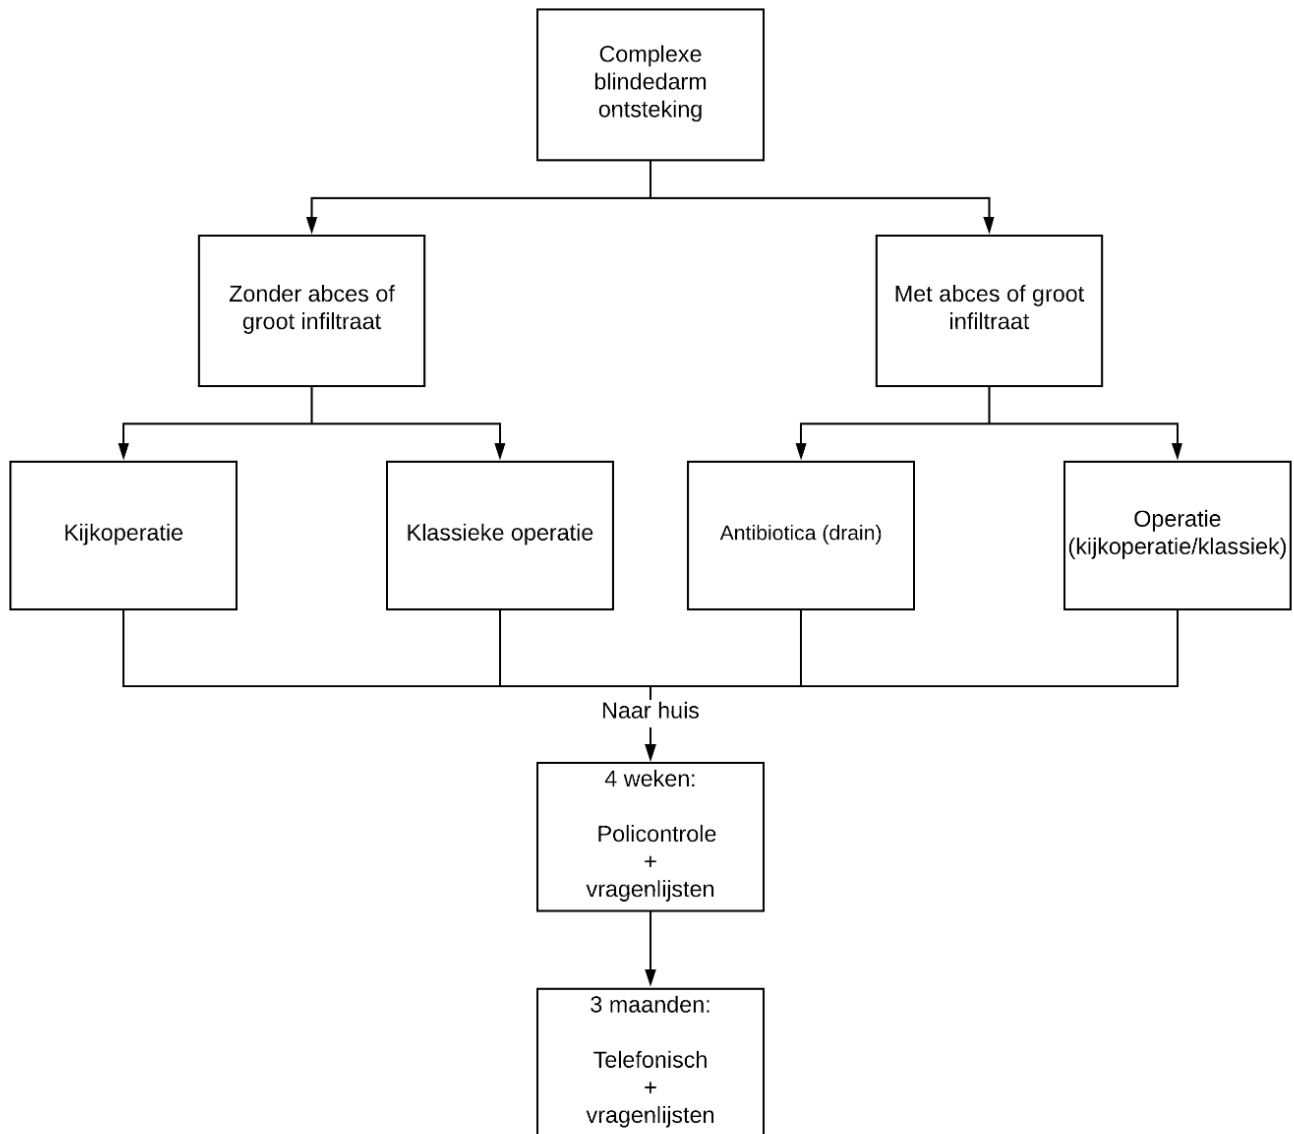 Complexe
blindedarm
ontsteking
Zonder abces of
groot infiltraat
Met abces of groot
infiltraat
Kijkoperatie
Klassieke operatie
Antibiotica (drain)
Operatie
(kijkoperatie/klassiek)
Naar huis
4 weken:
Policontrole
+
vragenlijsten
3 maanden:
Telefonisch
+
vragenlijsten